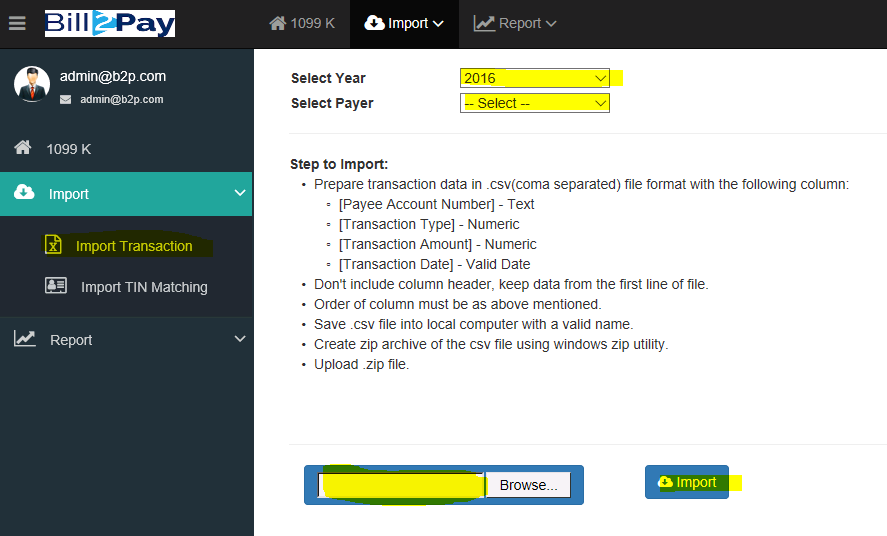 Bill2Pay
1099 K
Import
Report
admin@b2p.com
admin@b2p.com
1099 K
Import
Import Transaction
Import TIN Matching
Report
Select Year
2016
Select Payer
-- Select --
Step to Import:
• Prepare transaction data in .csv(coma separated) file format with the following column:
▫ [Payee Account Number] - Text
▫ [Transaction Type] - Numeric
▫ [Transaction Amount] - Numeric
▫ [Transaction Date] - Valid Date
• Don't include column header, keep data from the first line of file.
• Order of column must be as above mentioned.
• Save .csv file into local computer with a valid name.
• Create zip archive of the csv file using windows zip utility.
• Upload .zip file.
Browse...
Import